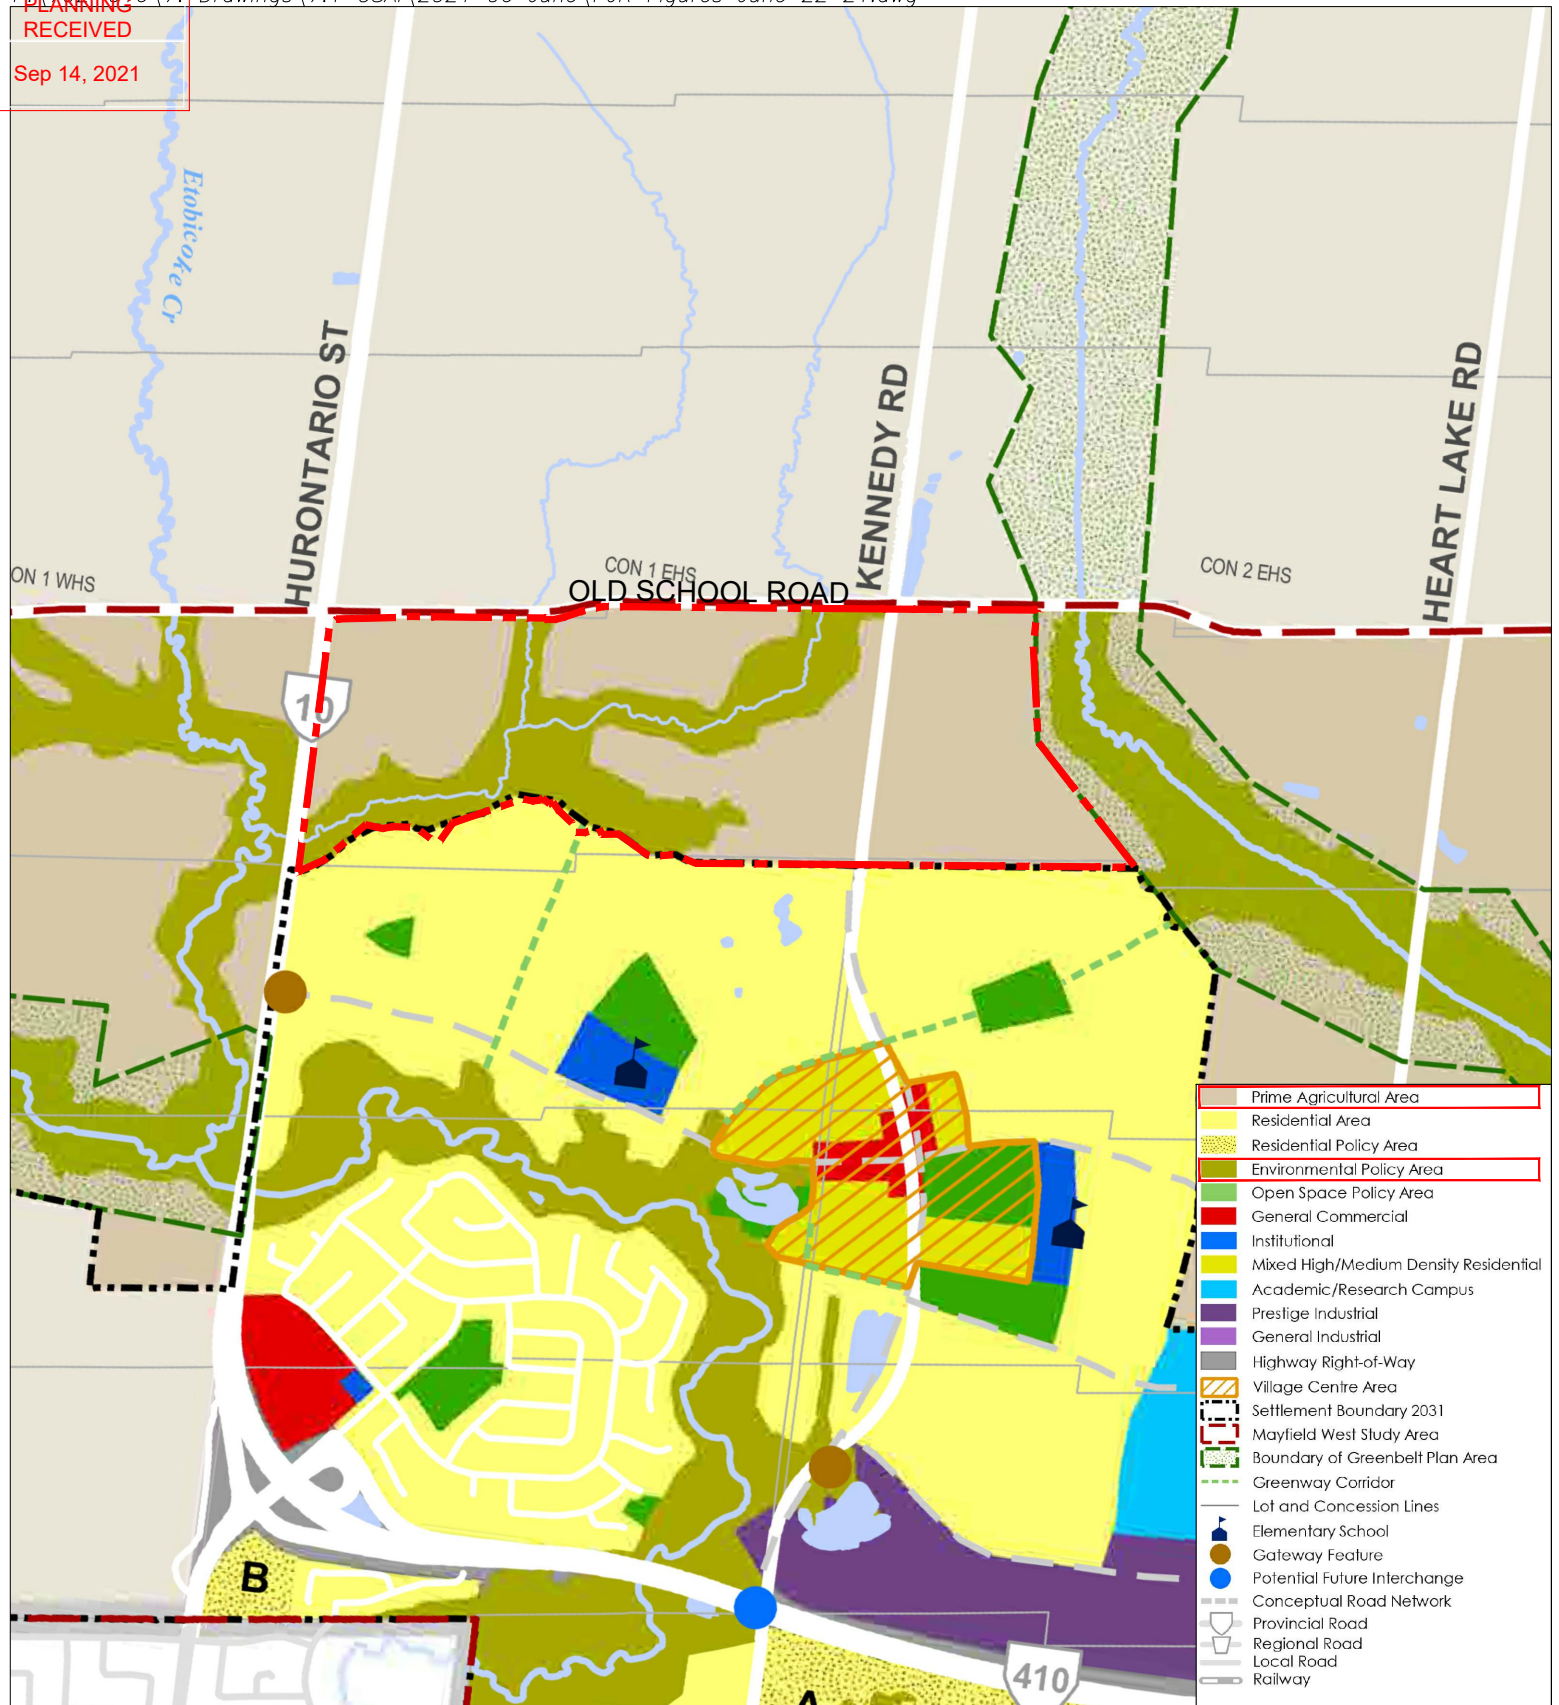 PLANNING
RECEIVED
Sep 14, 2021
Etobicoke Cr
HURONTARIO ST
KENNEDY RD
HEART LAKE RD
ON 1 WHS
CON 1 EHS
CON 2 EHS
OLD SCHOOL ROAD
10
B
A
410
Prime Agricultural Area
Residential Area
Residential Policy Area
Environmental Policy Area
Open Space Policy Area
General Commercial
Institutional
Mixed High/Medium Density Residential
Academic/Research Campus
Prestige Industrial
General Industrial
Highway Right-of-Way
Village Centre Area
Settlement Boundary 2031
Mayfield West Study Area
Boundary of Greenbelt Plan Area
Greenway Corridor
Lot and Concession Lines
Elementary School
Gateway Feature
Potential Future Interchange
Conceptual Road Network
Provincial Road
Regional Road
Local Road
Railway